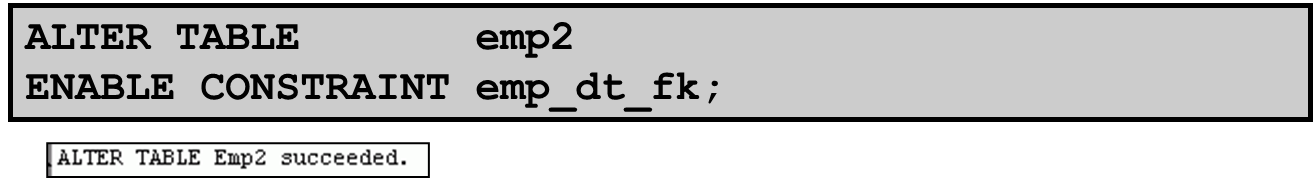 ALTER TABLE emp2
ENABLE CONSTRAINT emp_dt_fk;
ALTER TABLE Emp2 succeeded.